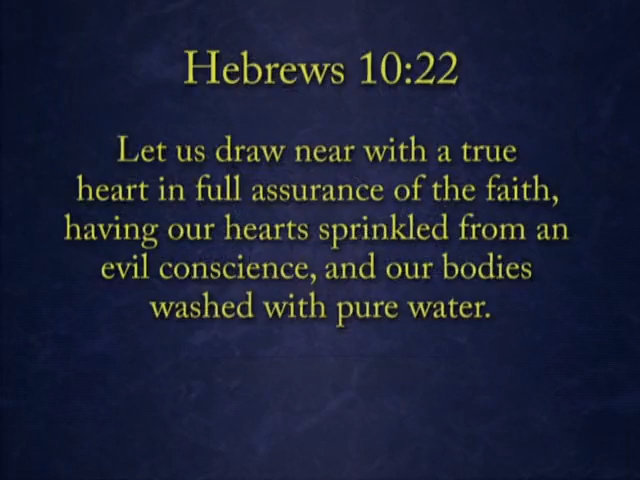 Hebrews 10:22
Let us draw near with a true
heart in full assurance of the faith,
having our hearts sprinkled from an
evil conscience, and our bodies
washed with pure water.